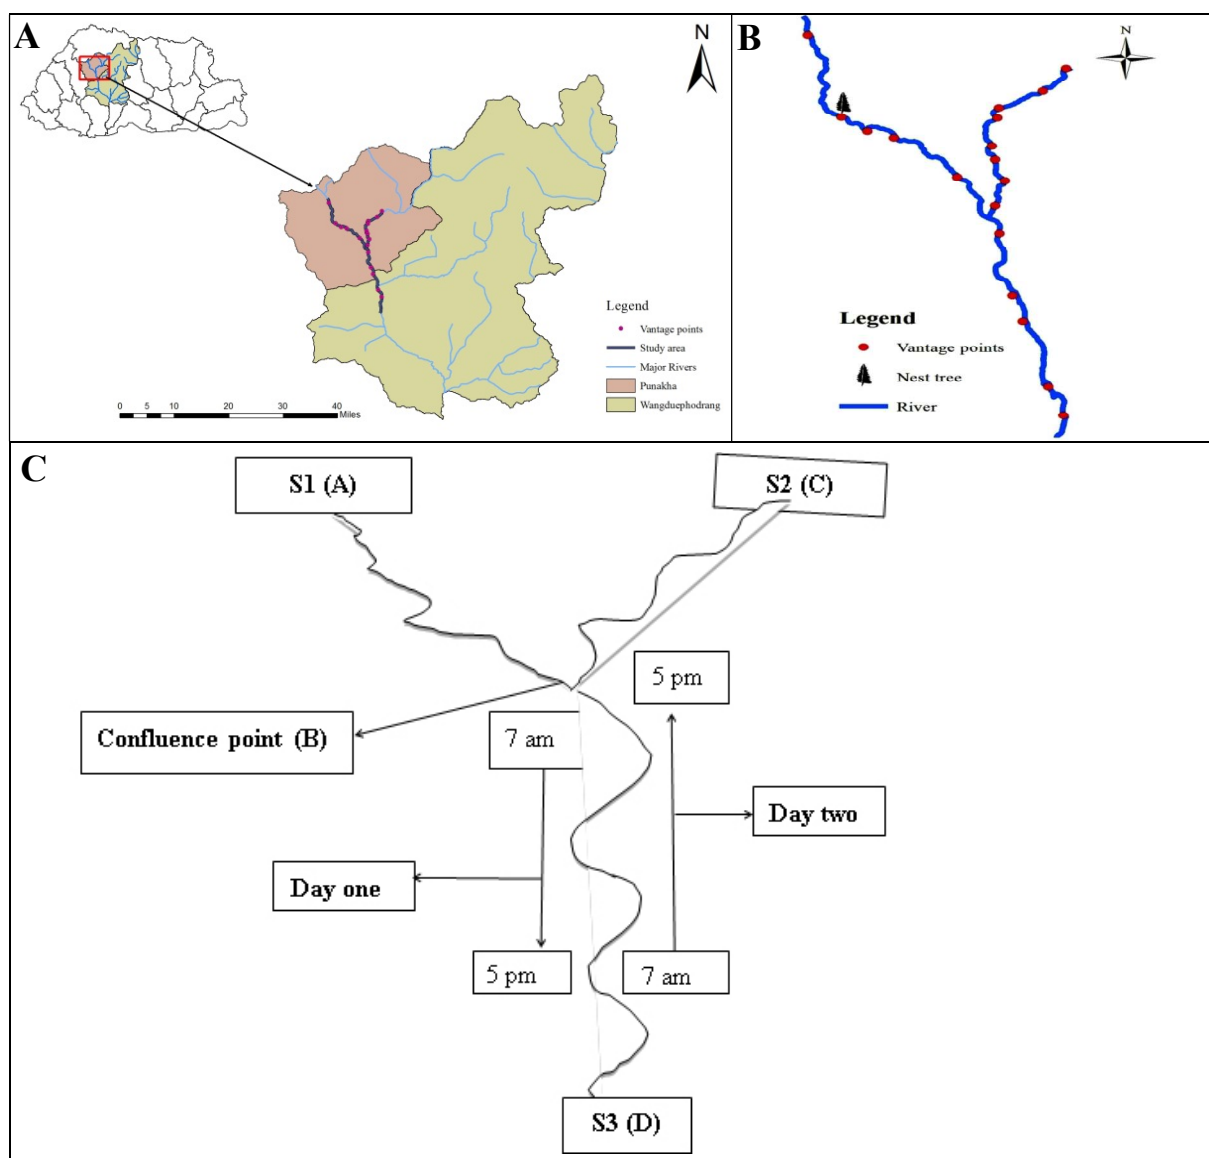 A
N
Legend
Vantage points
Study area
Major Rivers
Punakha
Wangduephodrang
0 5 10 20 30 40
Miles
B
N
Legend
Vantage points
Nest tree
River
C
S1 (A)
S2 (C)
5 pm
Confluence point (B)
7 am
Day two
Day one
5 pm
7 am
S3 (D)